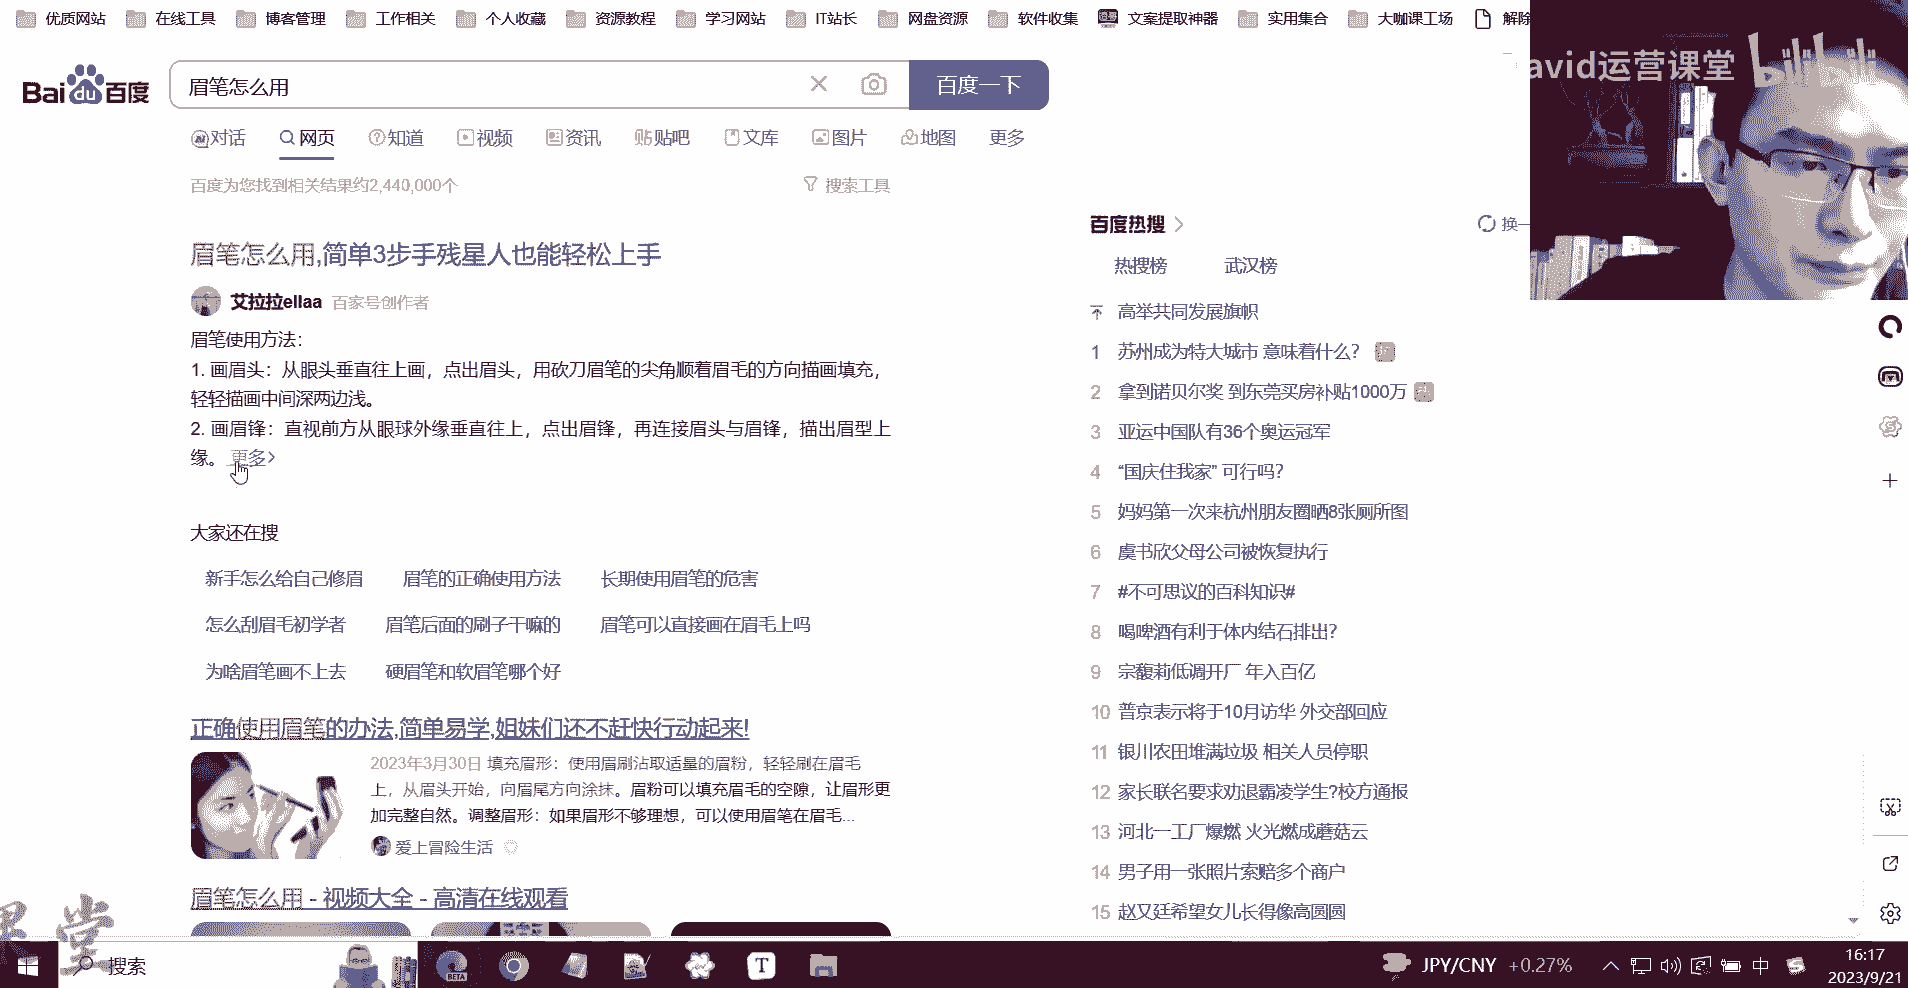 优质网站 在线工具 博客管理 工作相关 个人收藏 资源教程 学习网站 IT站长 网盘资源 软件收集 文案提取神器 实用集合 大咖课工场 解除
avid运营课堂 bilibili
Bai du 百度 眉笔怎么用 百度一下
对话 网页 知道 视频 资讯 贴吧 文库 图片 地图 更多
百度为您找到相关结果约2,440,000个 搜索工具
眉笔怎么用,简单3步手残星人也能轻松上手
艾拉拉ellaa 百家号创作者
眉笔使用方法：
1. 画眉头：从眼头垂直往上画，点出眉头，用砍刀眉笔的尖角顺着眉毛的方向描画填充，
轻轻描画中间深两边浅。
2. 画眉锋：直视前方从眼球外缘垂直往上，点出眉锋，再连接眉头与眉锋，描出眉型上
缘。 更多>
大家还在搜
新手怎么给自己修眉 眉笔的正确使用方法 长期使用眉笔的危害
怎么刮眉毛初学者 眉笔后面的刷子干嘛的 眉笔可以直接画在眉毛上吗
为啥眉笔画不上去 硬眉笔和软眉笔哪个好
正确使用眉笔的办法,简单易学,姐妹们还不赶快行动起来!
2023年3月30日 填充眉形：使用眉刷沾取适量的眉粉，轻轻刷在眉毛
上，从眉头开始，向眉尾方向涂抹。眉粉可以填充眉毛的空隙，让眉形更
加完整自然。调整眉形：如果眉形不够理想，可以使用眉笔在眉毛...
爱上冒险生活
眉笔怎么用 - 视频大全 - 高清在线观看
百度热搜 > 换一
热搜榜 武汉榜
高举共同发展旗帜
1 苏州成为特大城市 意味着什么？
2 拿到诺贝尔奖 到东莞买房补贴1000万
3 亚运中国队有36个奥运冠军
4 “国庆住我家” 可行吗？
5 妈妈第一次来杭州朋友圈晒8张厕所图
6 虞书欣父母公司被恢复执行
7 #不可思议的百科知识#
8 喝啤酒有利于体内结石排出？
9 宗馥莉低调开厂 年入百亿
10 普京表示将于10月访华 外交部回应
11 银川农田堆满垃圾 相关人员停职
12 家长联名要求劝退霸凌学生?校方通报
13 河北一工厂爆燃 火光燃成蘑菇云
14 男子用一张照片索赔多个商户
15 赵又廷希望女儿长得像高圆圆
课堂
搜索 BETA T JPY/CNY +0.27% 中 16:17
2023/9/21